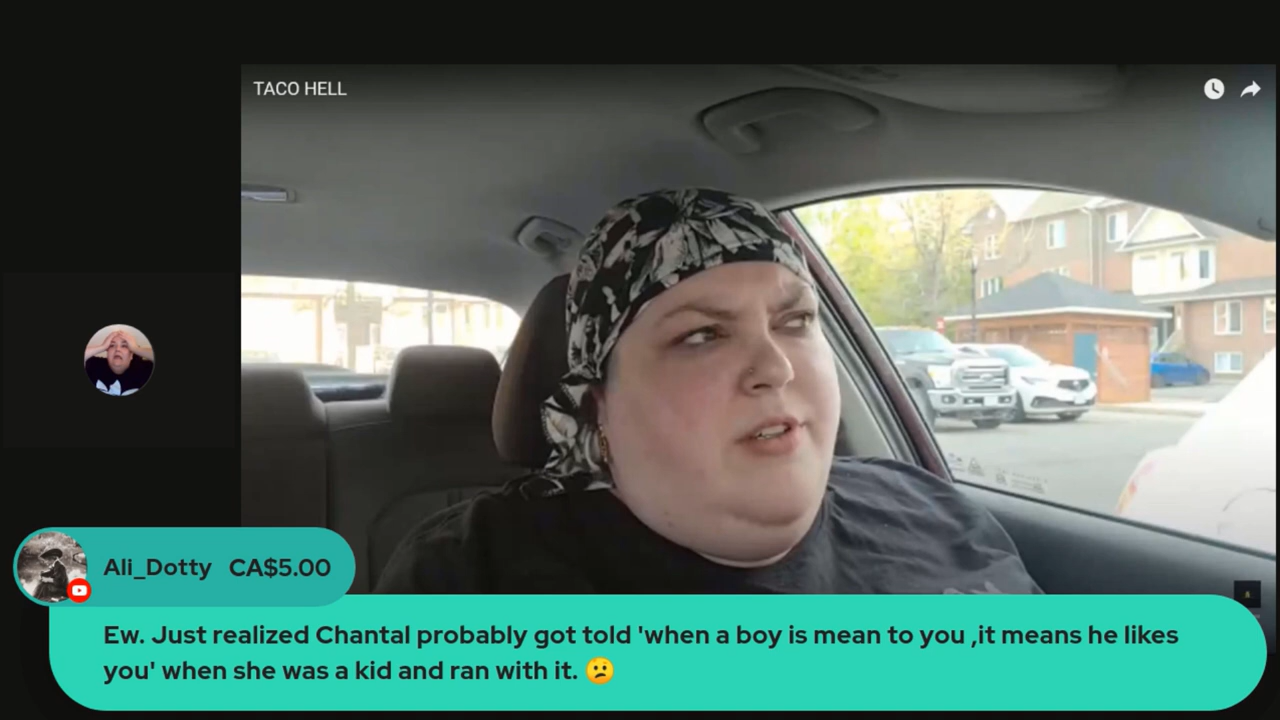 TACO HELL
Ali_Dotty CA$5.00
Ew. Just realized Chantal probably got told 'when a boy is mean to you ,it means he likes
you' when she was a kid and ran with it. 😕